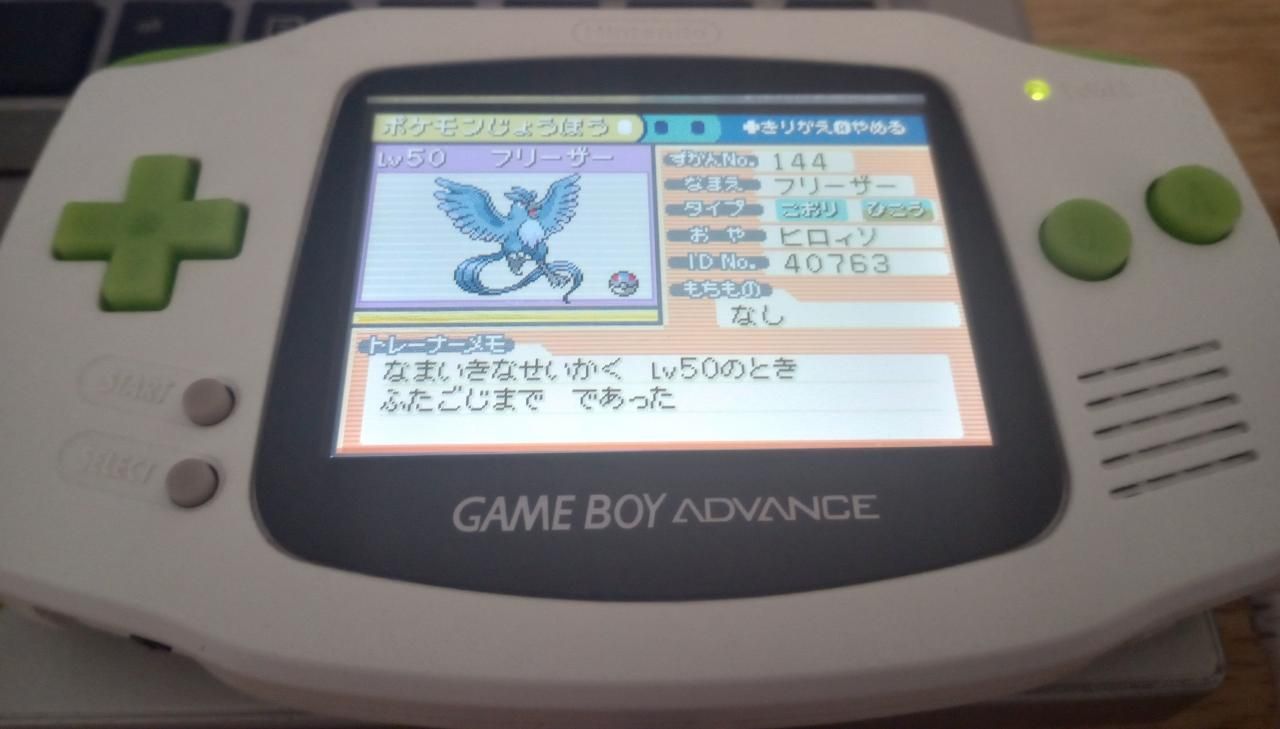 Nintendo
ポケモンじょうほう
きりかえ やめる
Lv50 フリーザー
ずかんNo. 144
なまえ フリーザー
タイプ こおり ひこう
おや ヒロィソ
IDNo. 40763
もちもの
なし
トレーナーメモ
なまいきなせいかく Lv50のとき
ふたごじまで であった
START
SELECT
GAME BOY ADVANCE